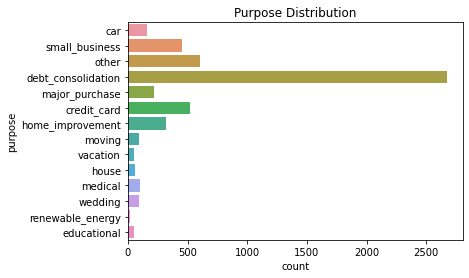 Purpose Distribution
car
small_business
other
debt_consolidation
major_purchase
credit_card
home_improvement
moving
vacation
house
medical
wedding
renewable_energy
educational
purpose
0 500 1000 1500 2000 2500
count